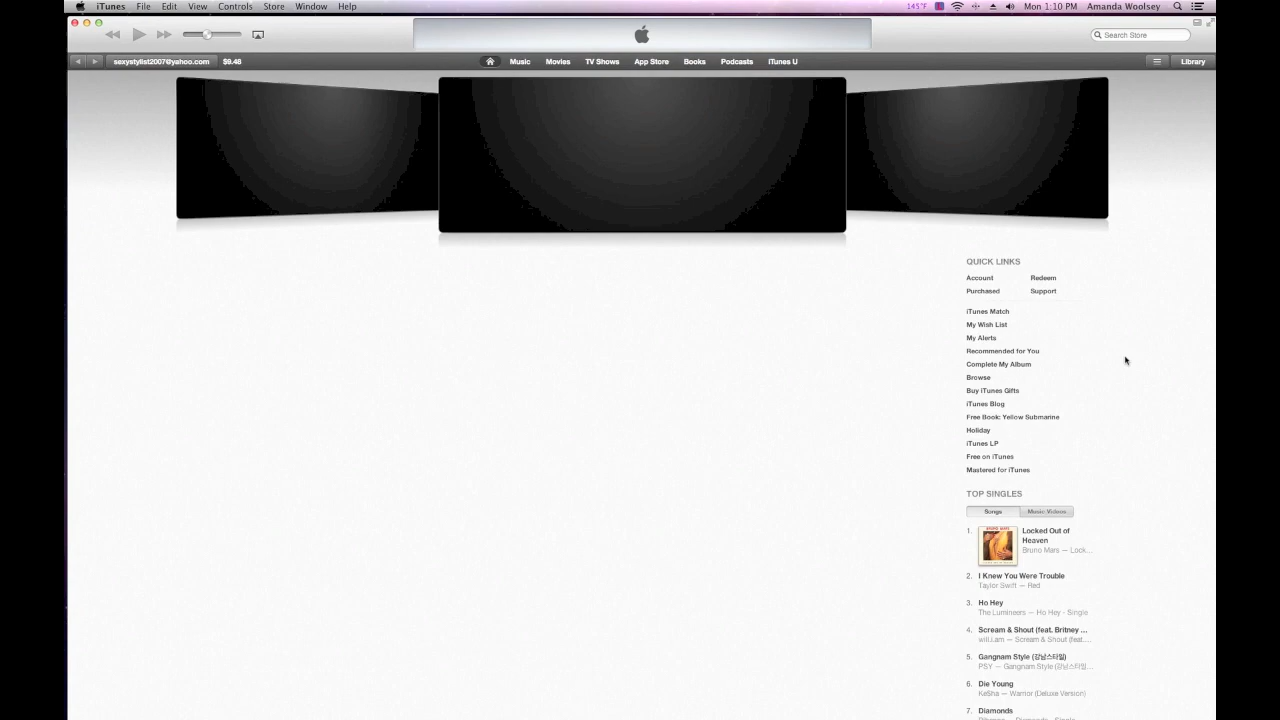 iTunes File Edit View Controls Store Window Help 145°F Mon 1:10 PM Amanda Woolsey
Search Store
sexystylist2007@yahoo.com $9.48 Music Movies TV Shows App Store Books Podcasts iTunes U Library
QUICK LINKS
Account Redeem
Purchased Support
iTunes Match
My Wish List
My Alerts
Recommended for You
Complete My Album
Browse
Buy iTunes Gifts
iTunes Blog
Free Book: Yellow Submarine
Holiday
iTunes LP
Free on iTunes
Mastered for iTunes
TOP SINGLES
Songs Music Videos
1. Locked Out of
Heaven
Bruno Mars — Lock...
2. I Knew You Were Trouble
Taylor Swift — Red
3. Ho Hey
The Lumineers — Ho Hey - Single
4. Scream & Shout (feat. Britney ...
will.i.am — Scream & Shout (feat....
5. Gangnam Style (강남스타일)
PSY — Gangnam Style (강남스타일...
6. Die Young
Ke$ha — Warrior (Deluxe Version)
7. Diamonds